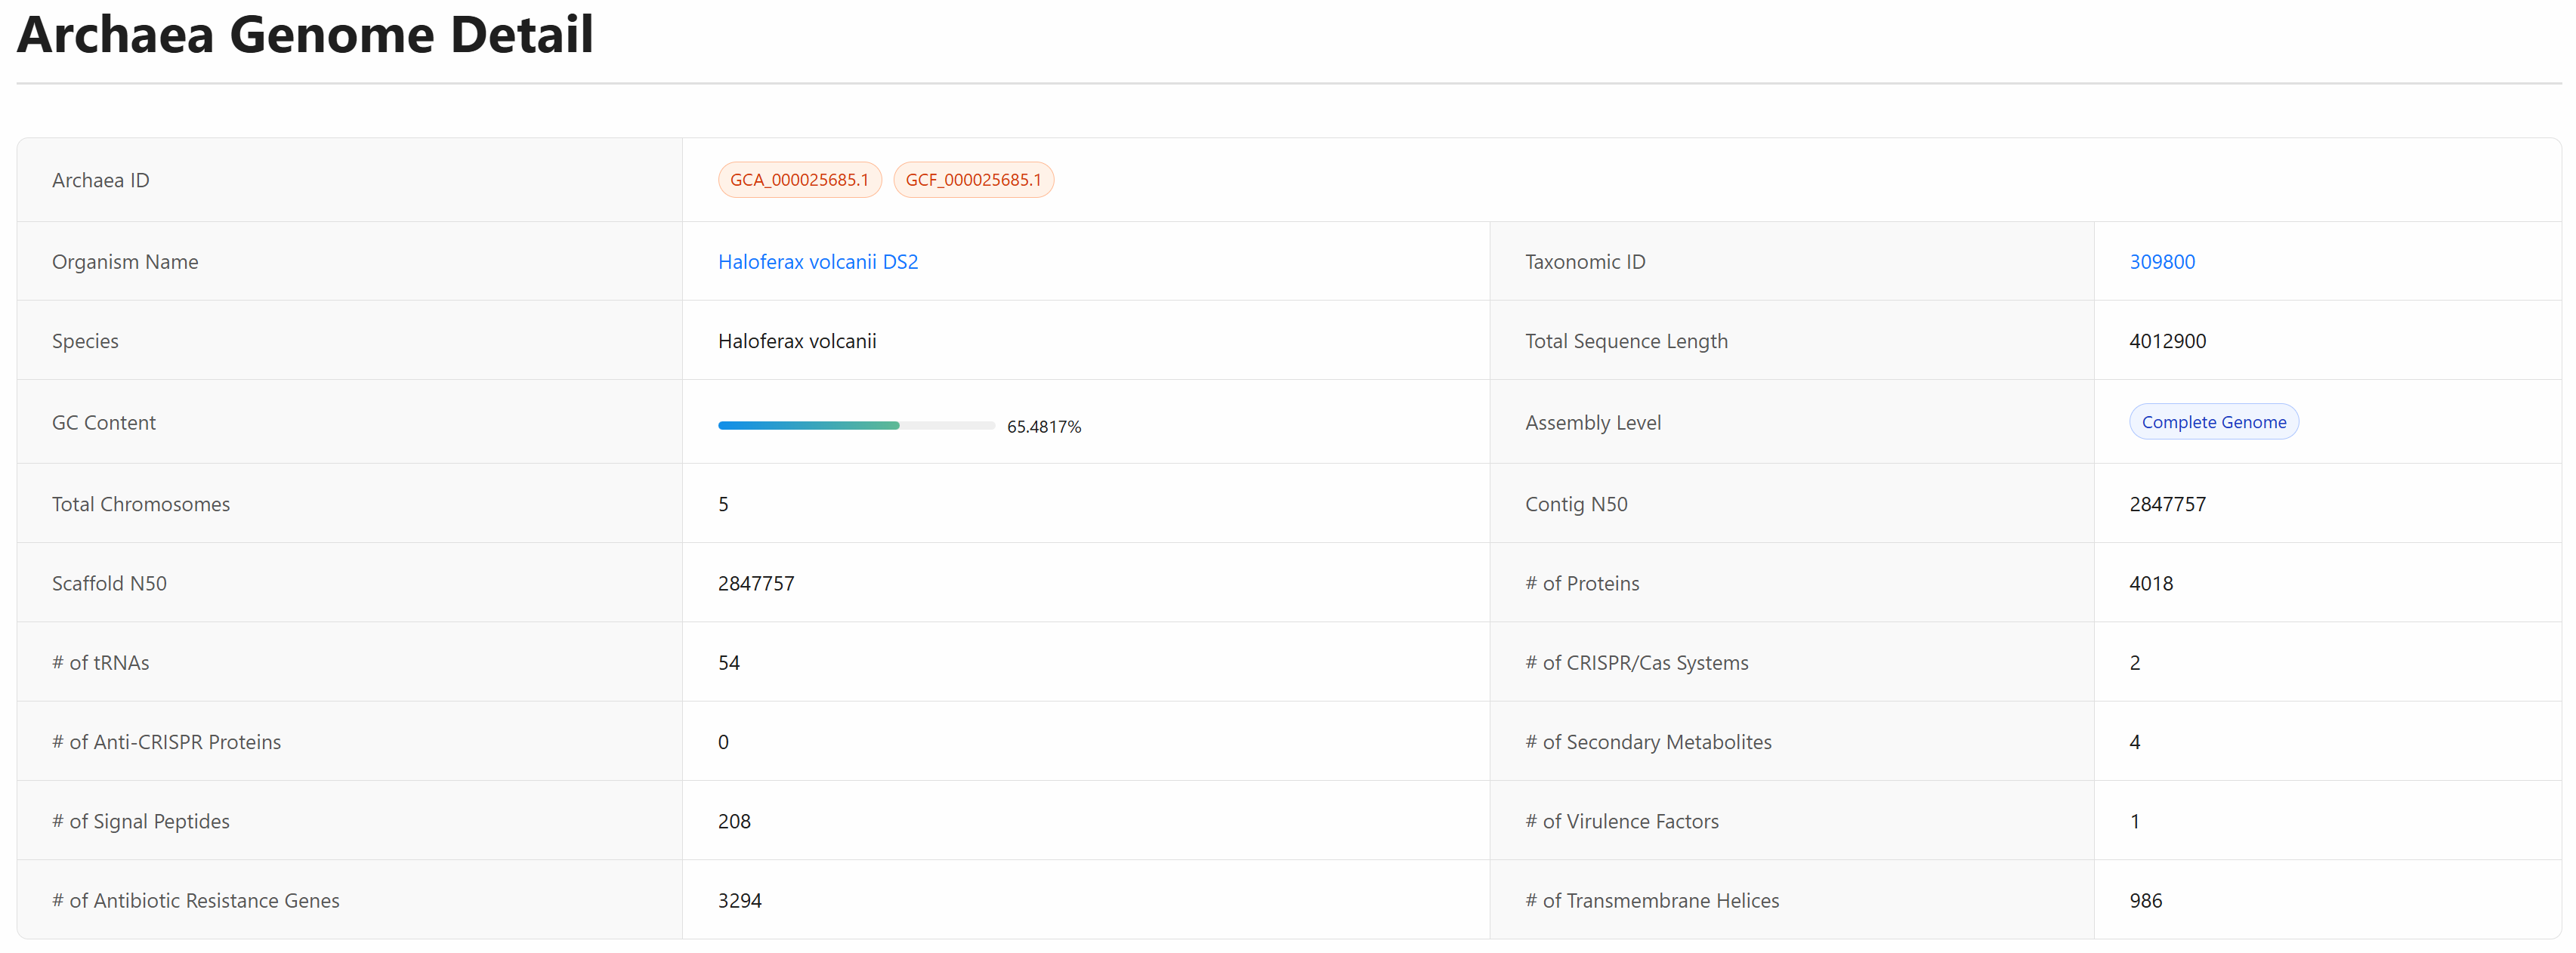 Archaea Genome Detail
Archaea ID GCA_000025685.1 GCF_000025685.1
Organism Name Haloferax volcanii DS2 Taxonomic ID 309800
Species Haloferax volcanii Total Sequence Length 4012900
GC Content 65.4817% Assembly Level Complete Genome
Total Chromosomes 5 Contig N50 2847757
Scaffold N50 2847757 # of Proteins 4018
# of tRNAs 54 # of CRISPR/Cas Systems 2
# of Anti-CRISPR Proteins 0 # of Secondary Metabolites 4
# of Signal Peptides 208 # of Virulence Factors 1
# of Antibiotic Resistance Genes 3294 # of Transmembrane Helices 986